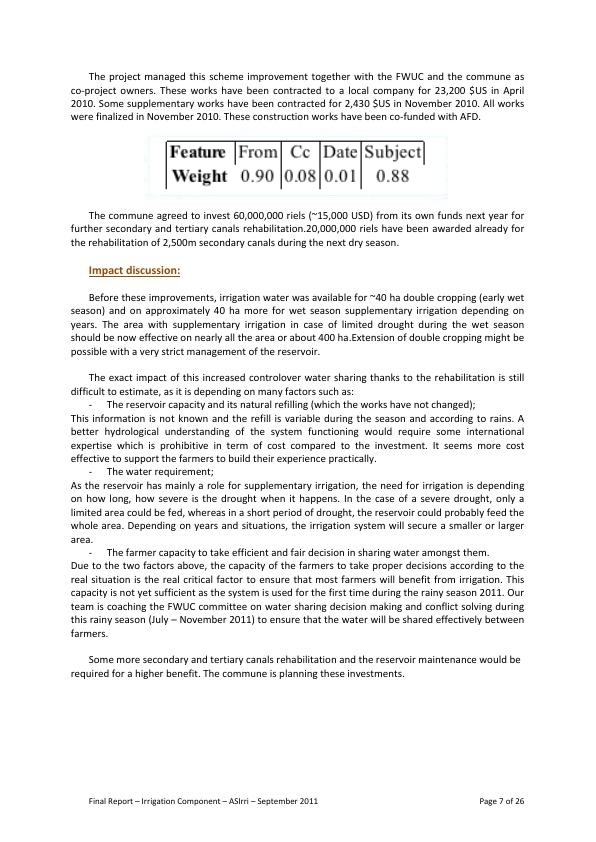 The project managed this scheme improvement together with the FWUC and the commune as
co-project owners. These works have been contracted to a local company for 23,200 $US in April
2010. Some supplementary works have been contracted for 2,430 $US in November 2010. All works
were finalized in November 2010. These construction works have been co-funded with AFD.
Feature From Cc Date Subject
Weight 0.90 0.08 0.01 0.88
The commune agreed to invest 60,000,000 riels (~15,000 USD) from its own funds next year for
further secondary and tertiary canals rehabilitation.20,000,000 riels have been awarded already for
the rehabilitation of 2,500m secondary canals during the next dry season.
Impact discussion:
Before these improvements, irrigation water was available for ~40 ha double cropping (early wet
season) and on approximately 40 ha more for wet season supplementary irrigation depending on
years. The area with supplementary irrigation in case of limited drought during the wet season
should be now effective on nearly all the area or about 400 ha.Extension of double cropping might be
possible with a very strict management of the reservoir.
The exact impact of this increased controlover water sharing thanks to the rehabilitation is still
difficult to estimate, as it is depending on many factors such as:
- The reservoir capacity and its natural refilling (which the works have not changed);
This information is not known and the refill is variable during the season and according to rains. A
better hydrological understanding of the system functioning would require some international
expertise which is prohibitive in term of cost compared to the investment. It seems more cost
effective to support the farmers to build their experience practically.
- The water requirement;
As the reservoir has mainly a role for supplementary irrigation, the need for irrigation is depending
on how long, how severe is the drought when it happens. In the case of a severe drought, only a
limited area could be fed, whereas in a short period of drought, the reservoir could probably feed the
whole area. Depending on years and situations, the irrigation system will secure a smaller or larger
area.
- The farmer capacity to take efficient and fair decision in sharing water amongst them.
Due to the two factors above, the capacity of the farmers to take proper decisions according to the
real situation is the real critical factor to ensure that most farmers will benefit from irrigation. This
capacity is not yet sufficient as the system is used for the first time during the rainy season 2011. Our
team is coaching the FWUC committee on water sharing decision making and conflict solving during
this rainy season (July – November 2011) to ensure that the water will be shared effectively between
farmers.
Some more secondary and tertiary canals rehabilitation and the reservoir maintenance would be
required for a higher benefit. The commune is planning these investments.
Final Report – Irrigation Component – ASIrri – September 2011 Page 7 of 26